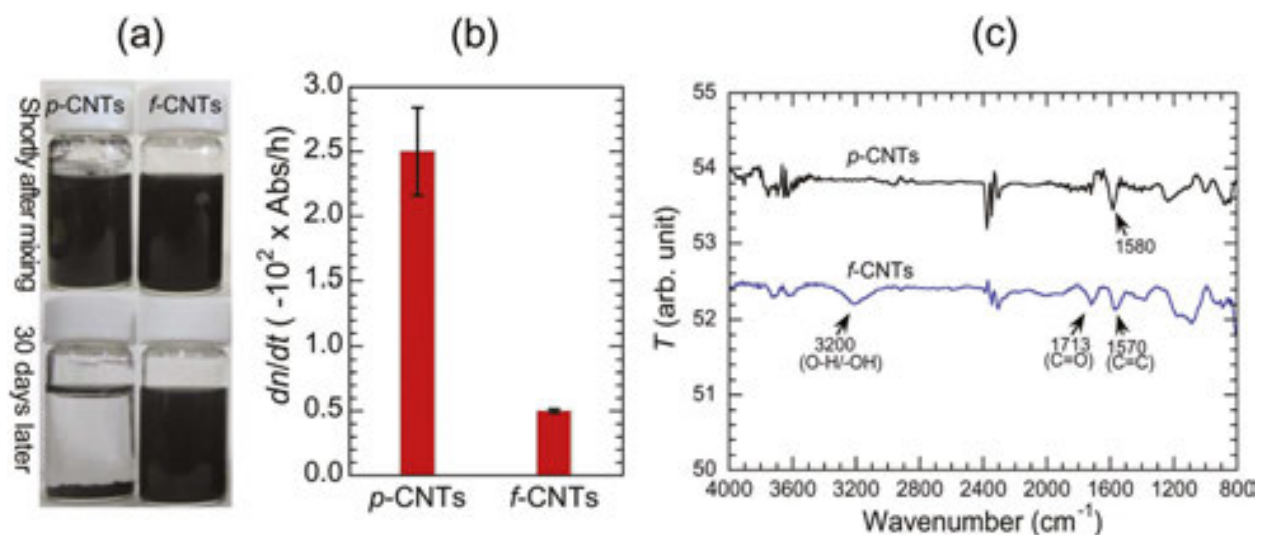 (a)
p-CNTs f-CNTs
Shortly after mixing
30 days later
(b)
dn/dt ( -10² x Abs/h)
3.0
2.5
2.0
1.5
1.0
0.5
0.0
p-CNTs f-CNTs
(c)
T (arb. unit)
55
54
53
52
51
50
p-CNTs
1580
f-CNTs
3200
(O-H/-OH)
1713
(C=O)
1570
(C=C)
4000 3600 3200 2800 2400 2000 1600 1200 800
Wavenumber (cm⁻¹)